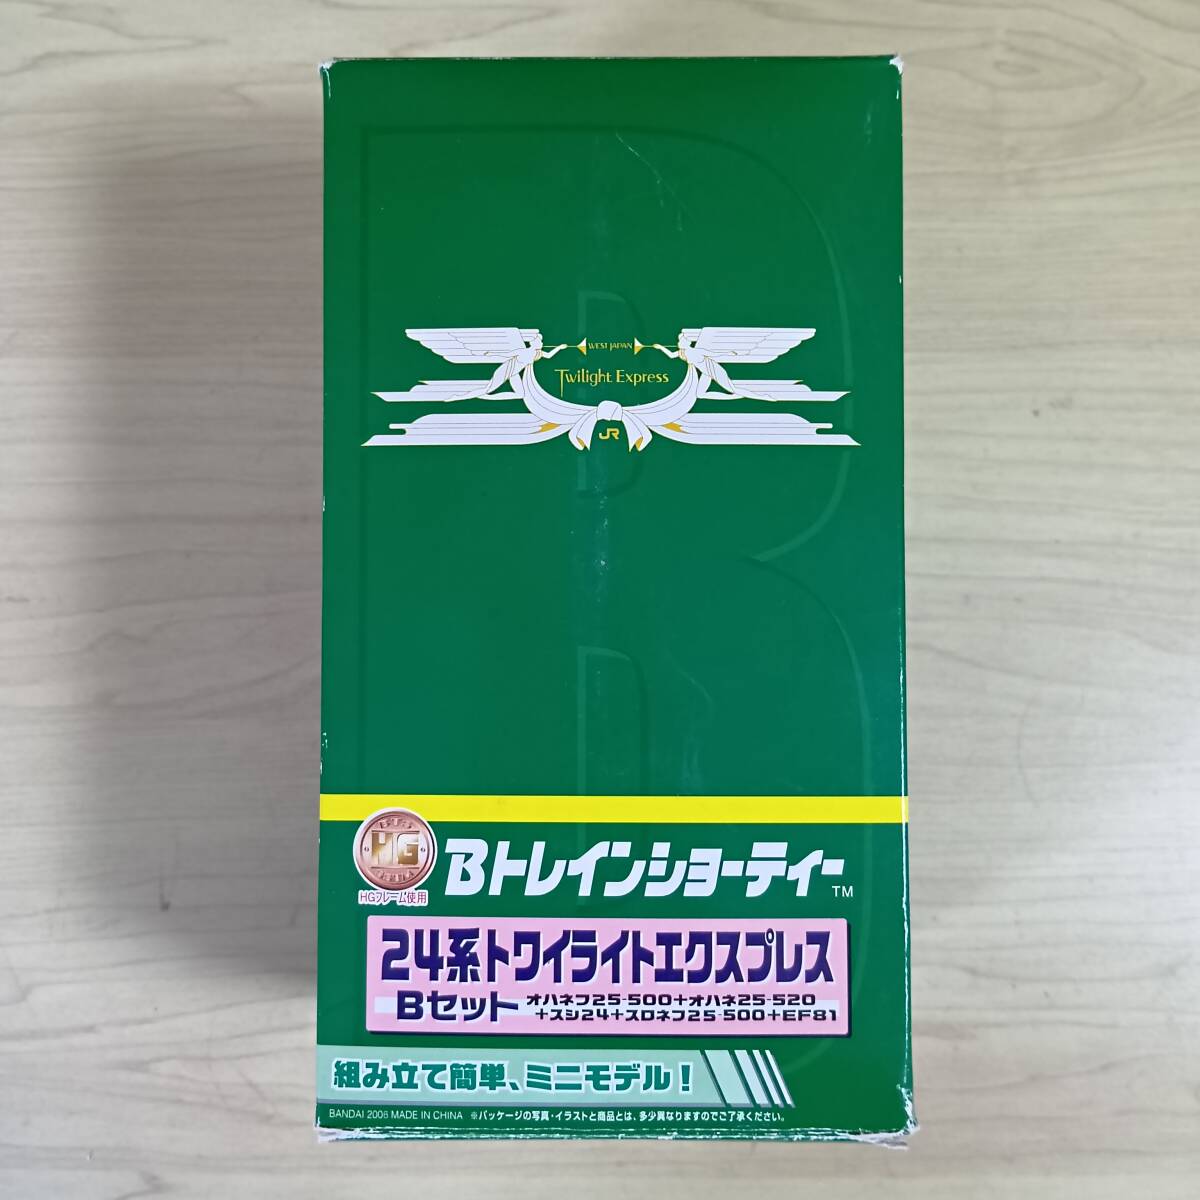 WEST JAPAN
Twilight Express
JR
HG
HGフレーム使用
BトレインショーティーTM
24系トワイライトエクスプレス
Bセット
オハネフ25-500+オハネ25-520
+スシ24+スロネフ25-500+EF81
組み立て簡単、ミニモデル!
BANDAI 2006 MADE IN CHINA ※パッケージの写真・イラストと商品とは、多少異なりますのでご了承ください。